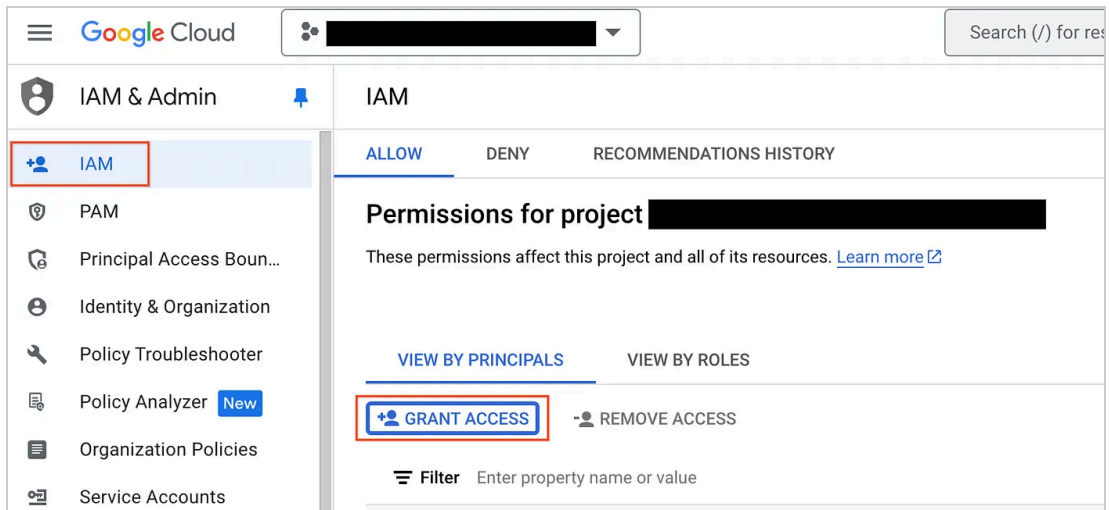 Google Cloud
Search (/) for res
IAM & Admin
IAM
IAM
PAM
Principal Access Boun...
Identity & Organization
Policy Troubleshooter
Policy Analyzer New
Organization Policies
Service Accounts
ALLOW DENY RECOMMENDATIONS HISTORY
Permissions for project
These permissions affect this project and all of its resources. Learn more
VIEW BY PRINCIPALS VIEW BY ROLES
GRANT ACCESS REMOVE ACCESS
Filter Enter property name or value